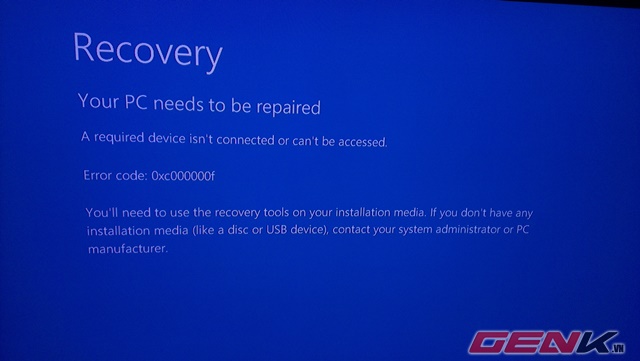 Recovery
Your PC needs to be repaired
A required device isn't connected or can't be accessed.
Error code: 0xc000000f
You'll need to use the recovery tools on your installation media. If you don't have any
installation media (like a disc or USB device), contact your system administrator or PC
manufacturer.
GENK.VN